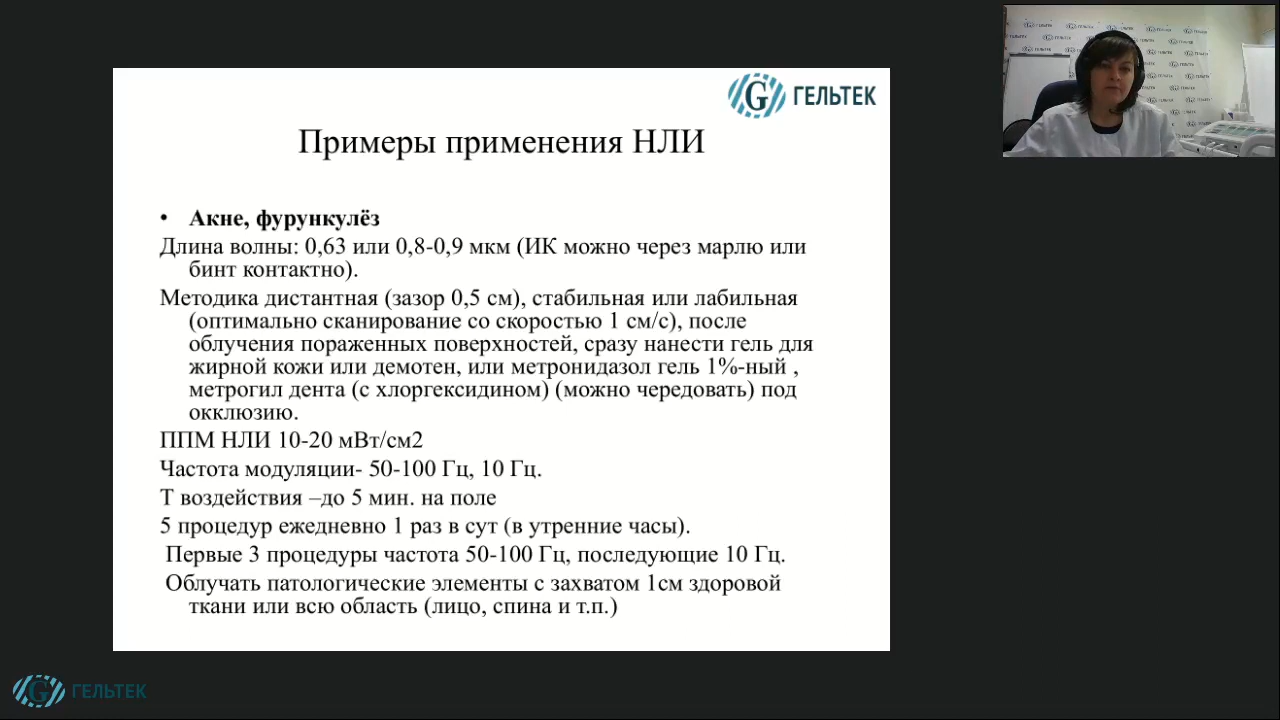 ГЕЛЬТЕК
Примеры применения НЛИ
• Акне, фурункулёз
Длина волны: 0,63 или 0,8-0,9 мкм (ИК можно через марлю или
бинт контактно).
Методика дистантная (зазор 0,5 см), стабильная или лабильная
(оптимально сканирование со скоростью 1 см/с), после
облучения пораженных поверхностей, сразу нанести гель для
жирной кожи или демотен, или метронидазол гель 1%-ный ,
метрогил дента (с хлоргексидином) (можно чередовать) под
окклюзию.
ППМ НЛИ 10-20 мВт/см2
Частота модуляции- 50-100 Гц, 10 Гц.
Т воздействия –до 5 мин. на поле
5 процедур ежедневно 1 раз в сут (в утренние часы).
Первые 3 процедуры частота 50-100 Гц, последующие 10 Гц.
Облучать патологические элементы с захватом 1см здоровой
ткани или всю область (лицо, спина и т.п.)
ГЕЛЬТЕК